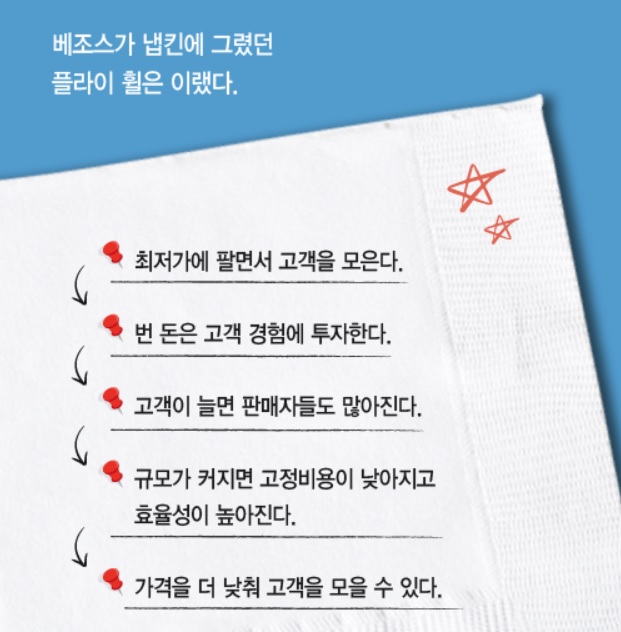 베조스가 냅킨에 그렸던
플라이 휠은 이랬다.
최저가에 팔면서 고객을 모은다.
번 돈은 고객 경험에 투자한다.
고객이 늘면 판매자들도 많아진다.
규모가 커지면 고정비용이 낮아지고
효율성이 높아진다.
가격을 더 낮춰 고객을 모을 수 있다.